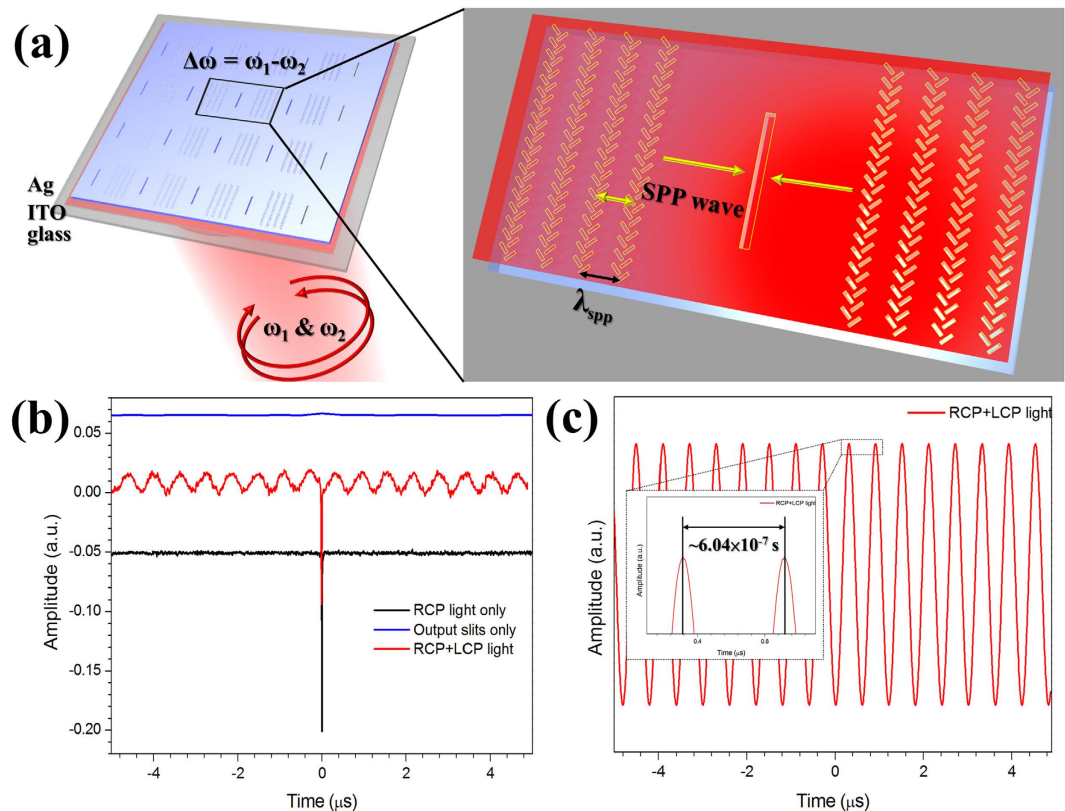 (a)
Δω = ω₁-ω₂
Ag
ITO
glass
ω₁ & ω₂
SPP wave
λspp
(b)
0.05
0.00
-0.05
-0.10
-0.15
-0.20
Amplitude (a.u.)
RCP light only
Output slits only
RCP+LCP light
-4
-2
0
2
4
Time (μs)
(c)
RCP+LCP light
Amplitude (a.u.)
RCP+LCP light
~6.04×10⁻⁷ s
Amplitude (a.u.)
0.4
0.8
Time (μs)
-4
-2
0
2
4
Time (μs)